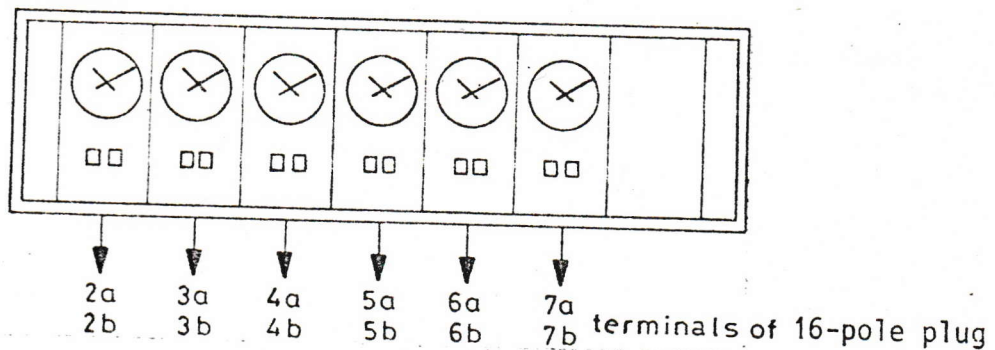 2a 3a 4a 5a 6a 7a
2b 3b 4b 5b 6b 7b terminals of 16-pole plug